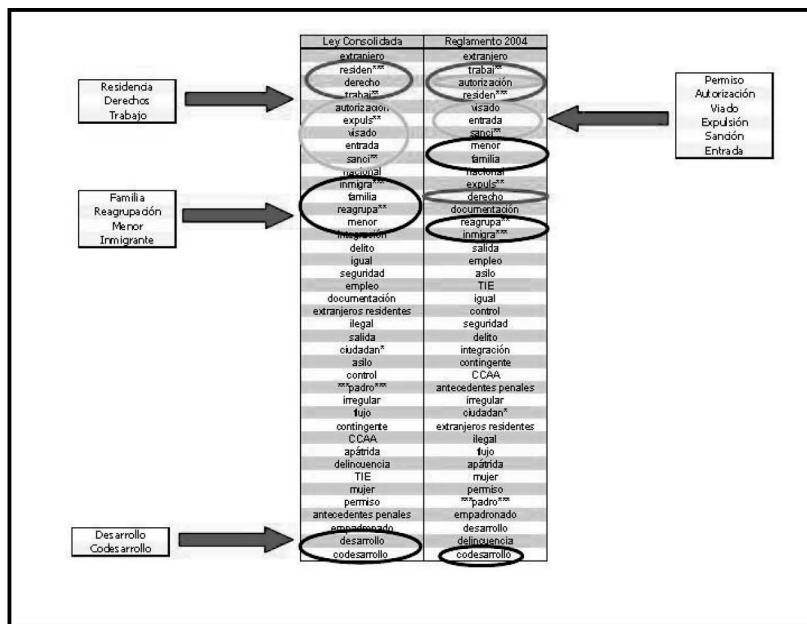 Ley Consolidada Reglamento 2004
extranjero extranjero
residen*** trabai**
derecho autorización
trabai** residen***
autorización visado
expuls** entrada
visado sanci**
entrada menor
sanci** familia
nacional nacional
inmigra*** expuls**
familia derecho
reagrupa** documentación
menor reagrupa**
integración inmigra***
delito salida
igual empleo
seguridad asilo
empleo TIE
documentación igual
extranjeros residentes control
ilegal seguridad
salida delito
ciudadan* integración
asilo contingente
control CCAA
***padro*** antecedentes penales
irregular irregular
flujo ciudadan*
contingente extranjeros residentes
CCAA ilegal
apátrida flujo
delincuencia apátrida
TIE mujer
mujer permiso
permiso ***padro***
antecedentes penales empadronado
empadronado desarrollo
desarrollo delincuencia
codesarrollo codesarrollo
Residencia
Derechos
Trabajo
Familia
Reagrupación
Menor
Inmigrante
Desarrollo
Codesarrollo
Permiso
Autorización
Viado
Expulsión
Sanción
Entrada